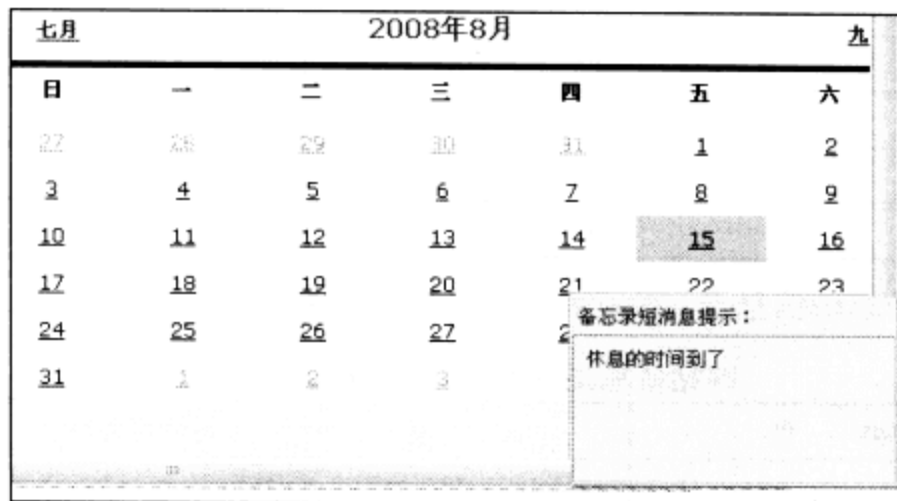 七月 2008年8月 九
日 一 二 三 四 五 六
27 28 29 30 31 1 2
3 4 5 6 7 8 9
10 11 12 13 14 15 16
17 18 19 20 21 22 23
24 25 26 27
31 1 2 3
备忘录短消息提示：
休息的时间到了